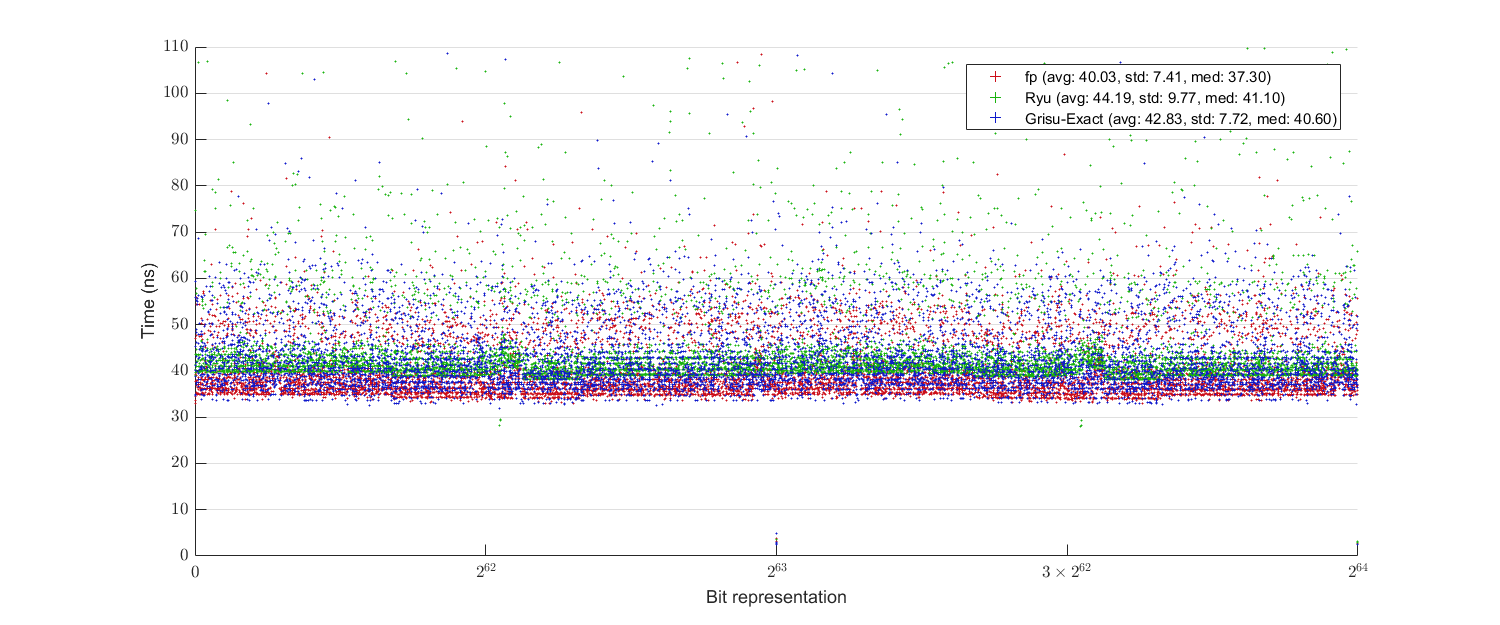 110
100
90
80
70
60
50
40
30
20
10
0
Time (ns)
fp (avg: 40.03, std: 7.41, med: 37.30)
Ryu (avg: 44.19, std: 9.77, med: 41.10)
Grisu-Exact (avg: 42.83, std: 7.72, med: 40.60)
0 2^62 2^63 3 × 2^62 2^64
Bit representation